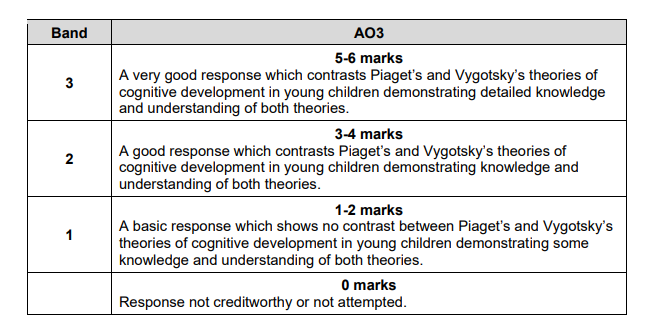 Band AO3
5-6 marks
3 A very good response which contrasts Piaget's and Vygotsky's theories of
cognitive development in young children demonstrating detailed knowledge
and understanding of both theories.
3-4 marks
2 A good response which contrasts Piaget's and Vygotsky's theories of
cognitive development in young children demonstrating knowledge and
understanding of both theories.
1-2 marks
1 A basic response which shows no contrast between Piaget's and Vygotsky's
theories of cognitive development in young children demonstrating some
knowledge and understanding of both theories.
0 marks
Response not creditworthy or not attempted.